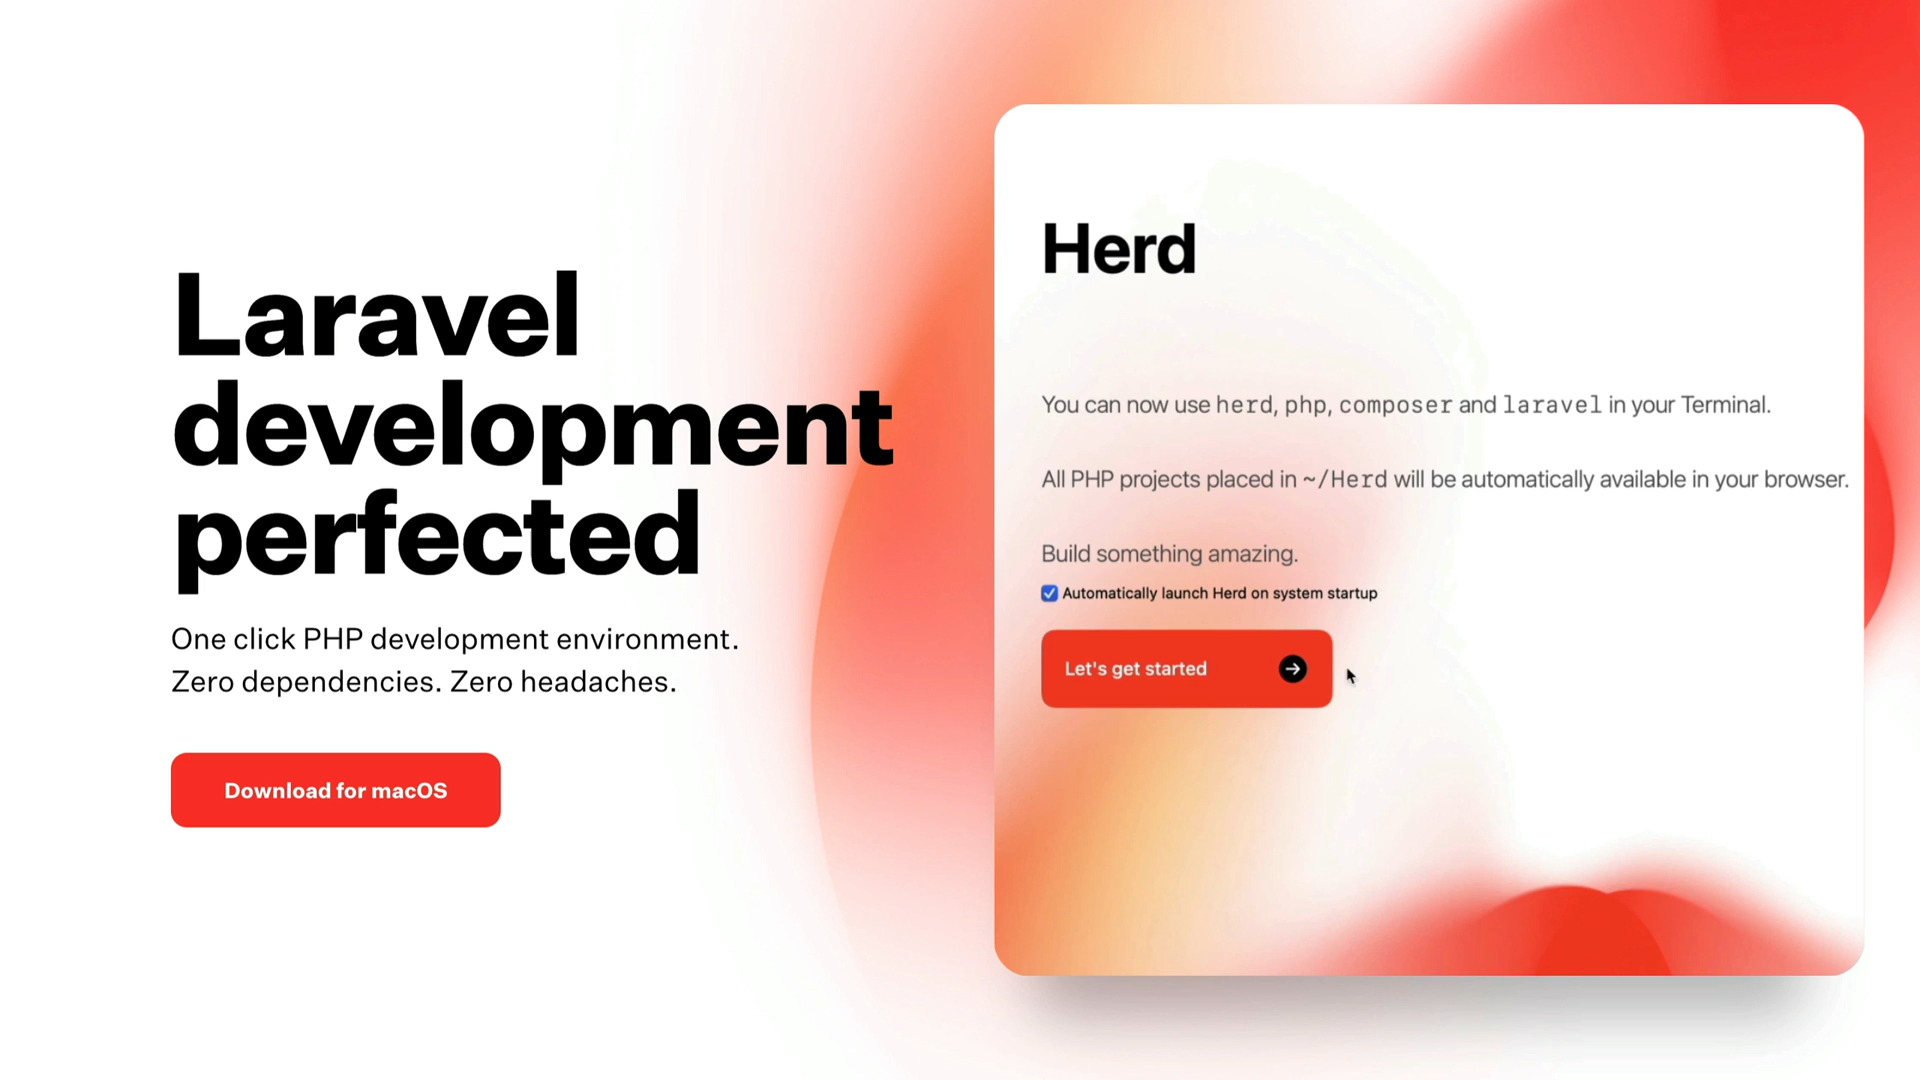 Laravel
development
perfected
One click PHP development environment.
Zero dependencies. Zero headaches.
Download for macOS
Herd
You can now use herd, php, composer and laravel in your Terminal.
All PHP projects placed in ~/Herd will be automatically available in your browser.
Build something amazing.
Automatically launch Herd on system startup
Let's get started